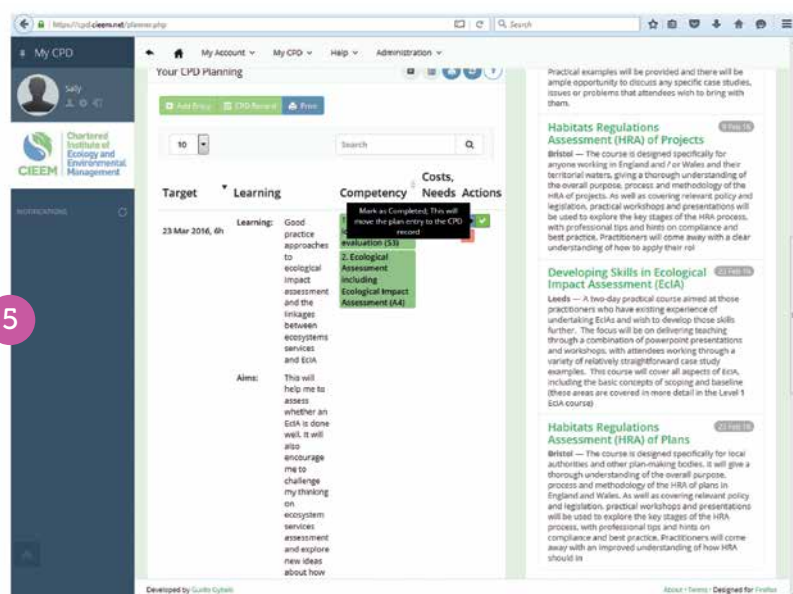 https://cpd.cieem.net/planner.php
Search
My CPD
My Account
My CPD
Help
Administration
Sally
Chartered
Institute of
Ecology and
Environmental
Management
CIEEM
NOTIFICATIONS
5
Your CPD Planning
Add Entry
CPD Record
Print
10
Search
Target
Learning
Competency
Costs,
Needs
Actions
Mark as Completed; This will
move the plan entry to the CPD
record
23 Mar 2016, 6h
Learning:
Good
practice
approaches
to
ecological
impact
assessment
and the
linkages
between
ecosystems
services
and EcIA
evaluation (S3)
2. Ecological
Assessment
including
Ecological Impact
Assessment (A4)
Aims:
This will
help me to
assess
whether an
EcIA is done
well. It will
also
encourage
me to
challenge
my thinking
on
ecosystem
services
assessment
and explore
new ideas
about how
Practical examples will be provided and there will be
ample opportunity to discuss any specific case studies,
issues or problems that attendees wish to bring with
them.
Habitats Regulations
Assessment (HRA) of Projects
9 Feb 16
Bristol — The course is designed specifically for
anyone working in England and / or Wales and their
territorial waters, giving a thorough understanding of
the overall purpose, process and methodology of the
HRA of projects. As well as covering relevant policy and
legislation, practical workshops and presentations will
be used to explore the key stages of the HRA process,
with professional tips and hints on compliance and
best practice. Practitioners will come away with a clear
understanding of how to apply their rol
Developing Skills in Ecological
Impact Assessment (EcIA)
Leeds — A two-day practical course aimed at those
practitioners who have existing experience of
undertaking EcIAs and wish to develop those skills
further. The focus will be on delivering teaching
through a combination of powerpoint presentations
and workshops, with attendees working through a
variety of relatively straightforward case study
examples. This course will cover all aspects of EcIA,
including the basic concepts of scoping and baseline
(these areas are covered in more detail in the Level 1
EcIA course)
Habitats Regulations
Assessment (HRA) of Plans
Bristol — The course is designed specifically for local
authorities and other plan-making bodies. It will give a
thorough understanding of the overall purpose,
process and methodology of the HRA of plans in
England and Wales. As well as covering relevant policy
and legislation, practical workshops and presentations
will be used to explore the key stages of the HRA
process, with professional tips and hints on
compliance and best practice. Practitioners will come
away with an improved understanding of how HRA
should in
Developed by
About • Terms • Designed for Firefox